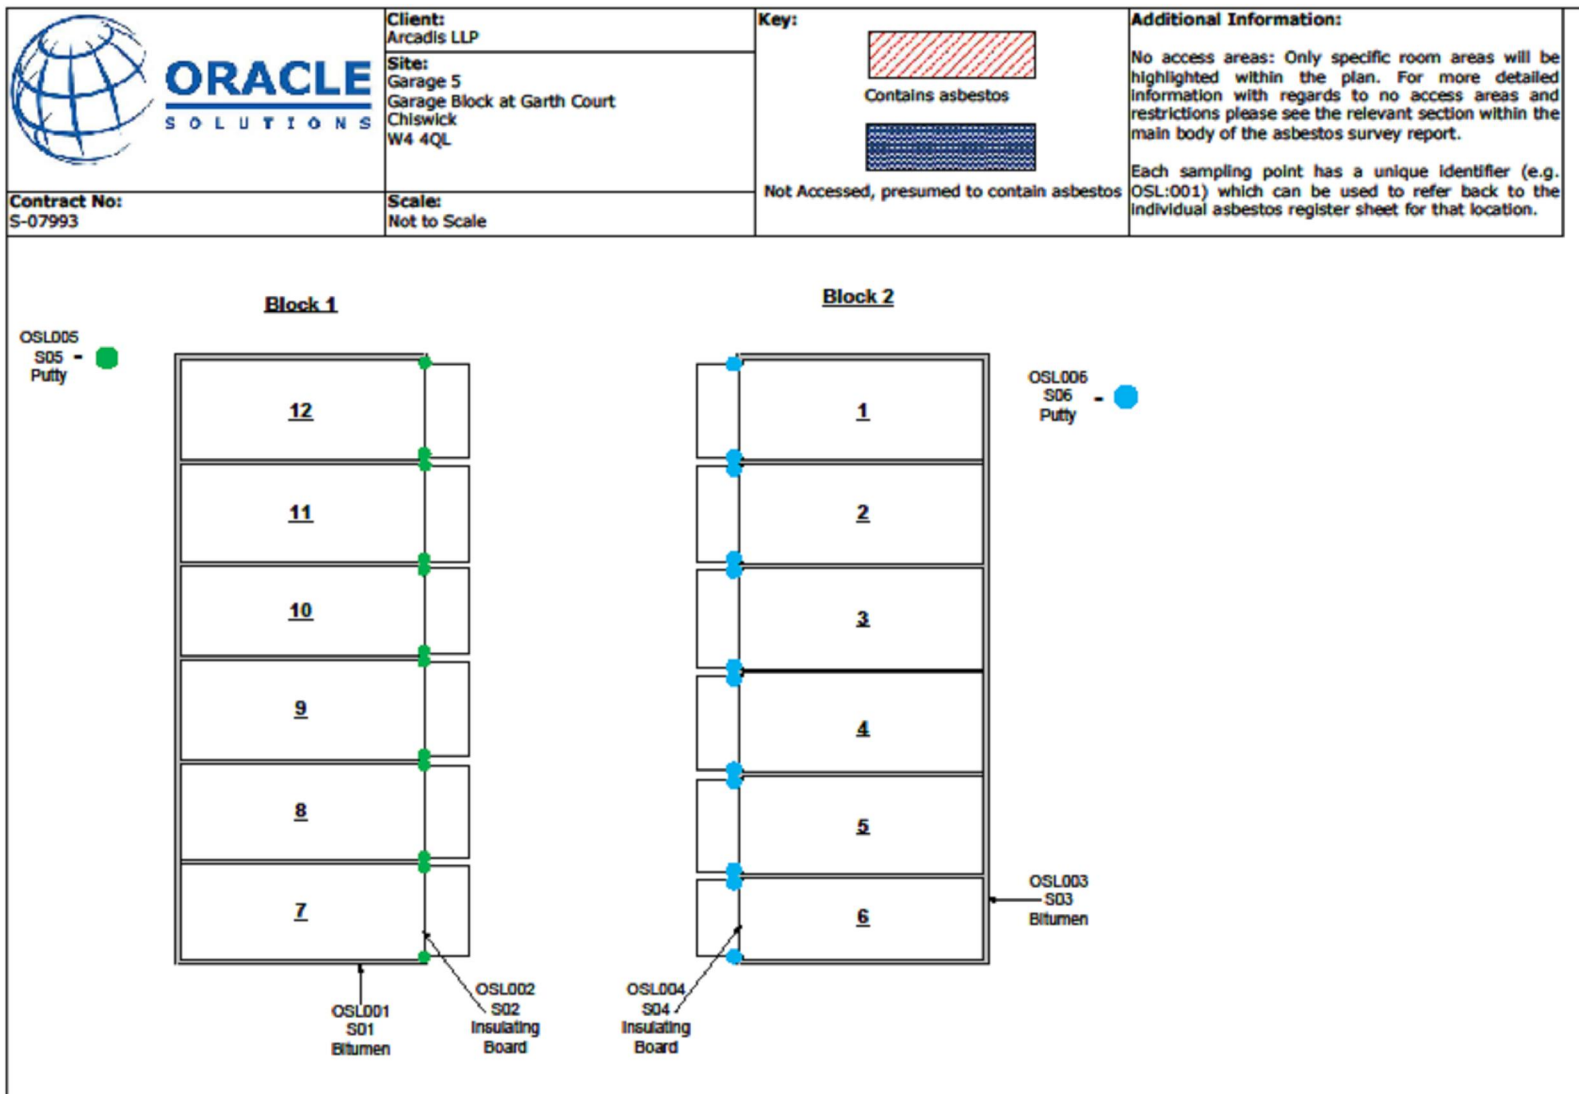 ORACLE
SOLUTIONS
Client:
Arcadis LLP
Site:
Garage 5
Garage Block at Garth Court
Chiswick
W4 4QL
Contract No:
S-07993
Scale:
Not to Scale
Key:
Contains asbestos
Not Accessed, presumed to contain asbestos
Additional Information:
No access areas: Only specific room areas will be
highlighted within the plan. For more detailed
information with regards to no access areas and
restrictions please see the relevant section within the
main body of the asbestos survey report.
Each sampling point has a unique identifier (e.g.
OSL:001) which can be used to refer back to the
individual asbestos register sheet for that location.
Block 1
OSL005
S05 -
Putty
12
11
10
9
8
7
OSL001
S01
Bitumen
OSL002
S02
Insulating
Board
Block 2
1
2
3
4
5
6
OSL006
S06 -
Putty
OSL003
S03
Bitumen
OSL004
S04
Insulating
Board